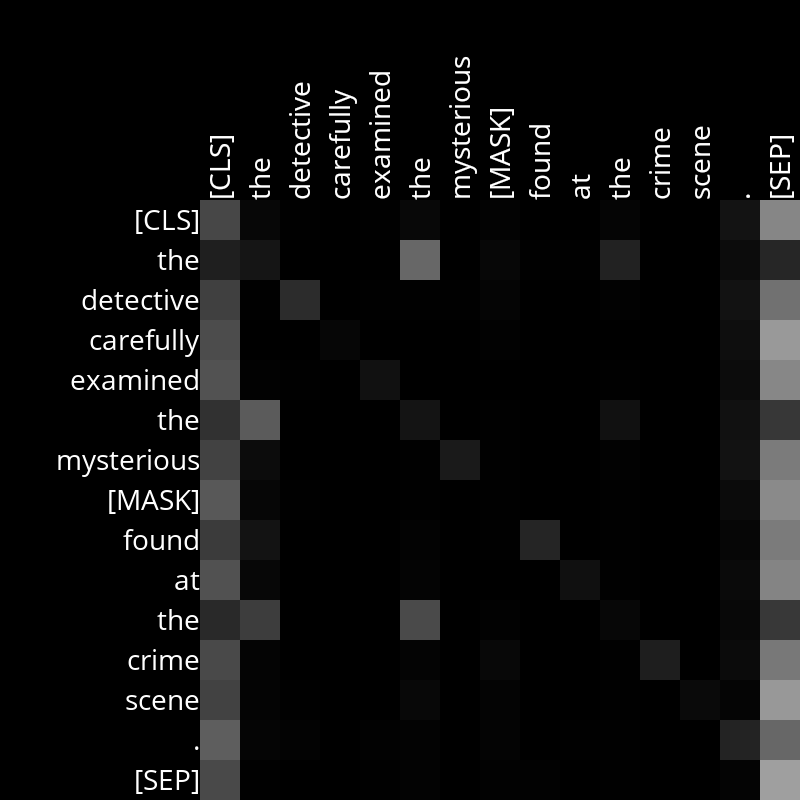 [CLS] the detective carefully examined the mysterious [MASK] found at the crime scene . [SEP]
[CLS]
the
detective
carefully
examined
the
mysterious
[MASK]
found
at
the
crime
scene
.
[SEP]